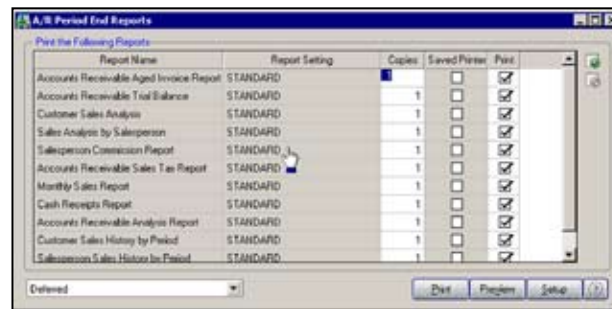 A/R Period End Reports
Print the Following Reports
Report Name Report Setting Copies Saved Printer Print
Accounts Receivable Aged Invoice Report STANDARD 1
Accounts Receivable Trial Balance STANDARD 1
Customer Sales Analysis STANDARD 1
Sales Analysis by Salesperson STANDARD 1
Salesperson Commission Report STANDARD 1
Accounts Receivable Sales Tax Report STANDARD 1
Monthly Sales Report STANDARD 1
Cash Receipts Report STANDARD 1
Accounts Receivable Analysis Report STANDARD 1
Customer Sales History by Period STANDARD 1
Salesperson Sales History by Period STANDARD 1
Deferred Print Preview Setup